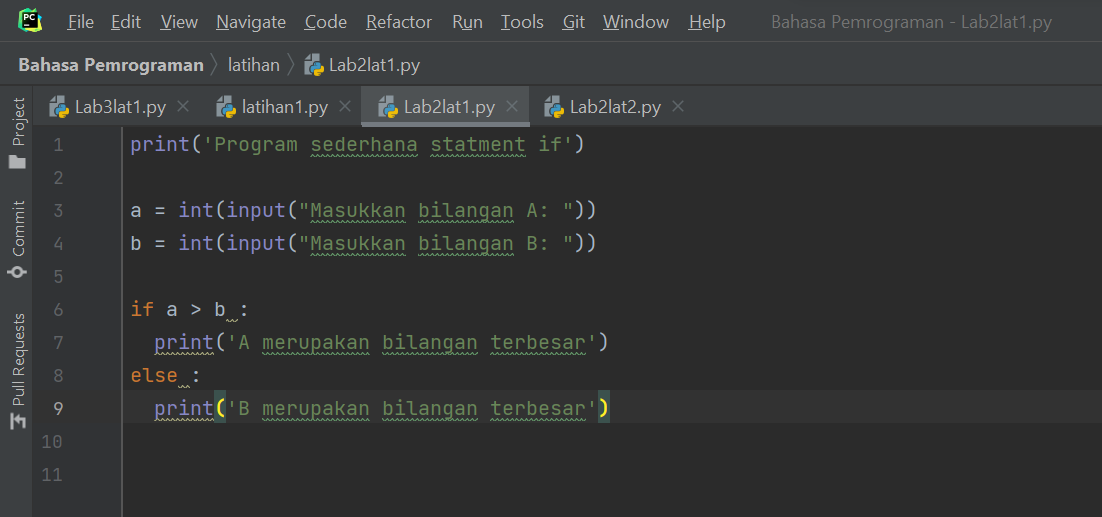 PC File Edit View Navigate Code Refactor Run Tools Git Window Help Bahasa Pemrograman - Lab2lat1.py
Bahasa Pemrograman latihan Lab2lat1.py
Lab3lat1.py latihan1.py Lab2lat1.py Lab2lat2.py
Project
Commit
Pull Requests
1 print('Program sederhana statment if')
2
3 a = int(input("Masukkan bilangan A: "))
4 b = int(input("Masukkan bilangan B: "))
5
6 if a > b :
7   print('A merupakan bilangan terbesar')
8 else :
9   print('B merupakan bilangan terbesar')
10
11